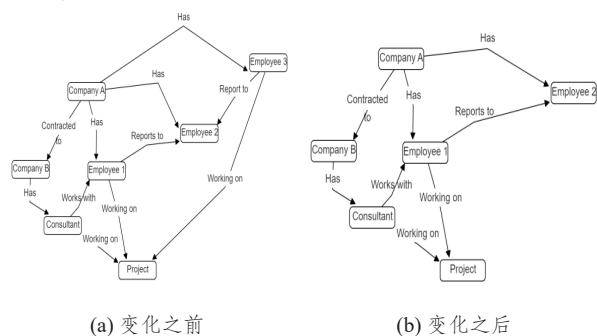 Has
Employee 3
Company A
Has
Report to
Contracted
to
Has
Employee 2
Reports to
Company B
Employee 1
Has
Works with
Working on
Working on
Consultant
Working on
Project
(a) 变化之前
Has
Company A
Employee 2
Contracted
to
Has
Reports to
Company B
Employee 1
Has
Works with
Working on
Consultant
Working on
Project
(b) 变化之后